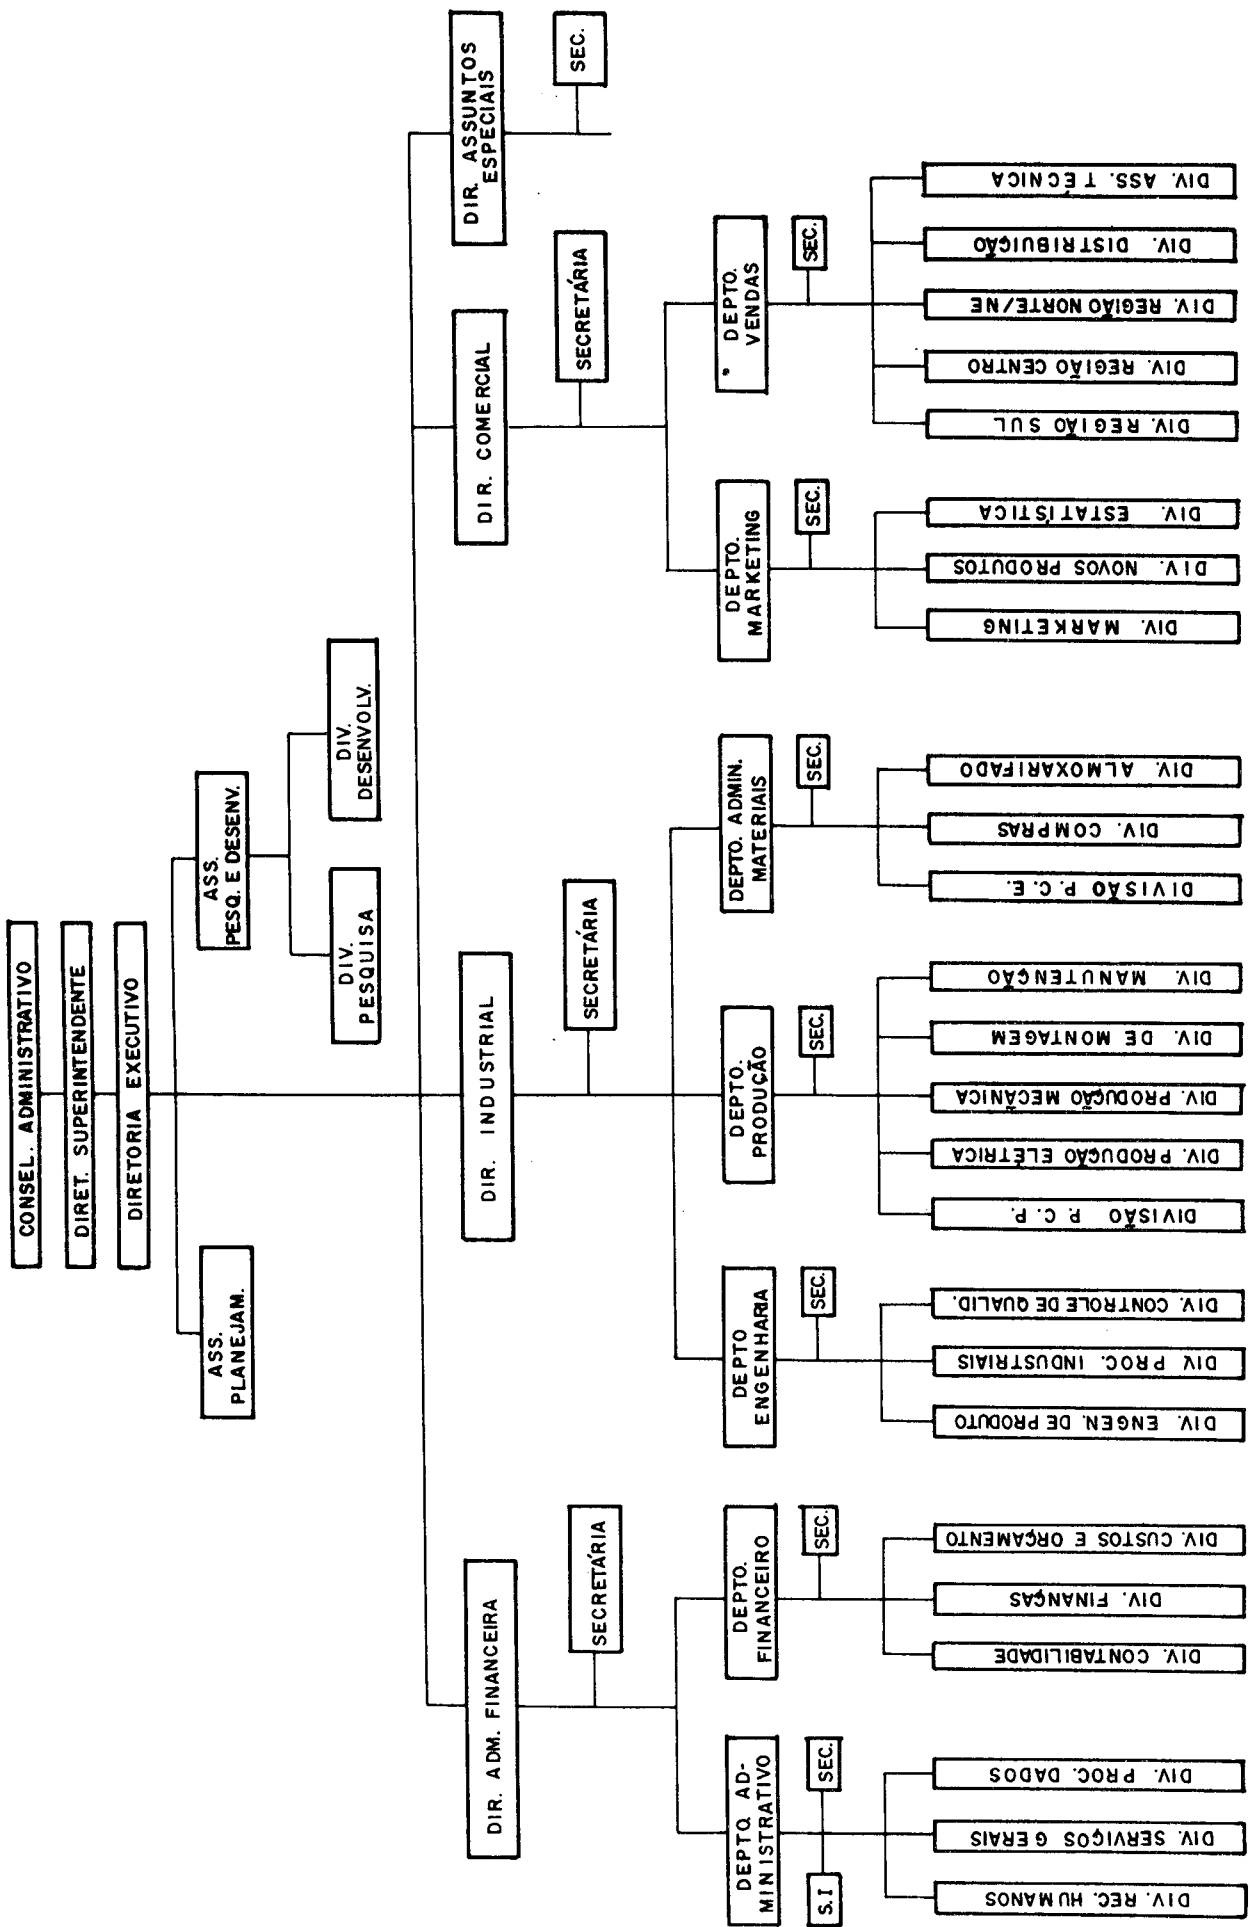 CONSEL. ADMINISTRATIVO
DIRET. SUPERINTENDENTE
DIRETORIA EXECUTIVO
ASS.
PLANEJAM.
ASS.
PESQ. E DESENV.
DIV.
PESQUISA
DIV.
DESENVOLV.
DIR. ADM. FINANCEIRA
DIR. INDUSTRIAL
DIR. COMERCIAL
DIR. ASSUNTOS
ESPECIAIS
SECRETÁRIA
SECRETÁRIA
SECRETÁRIA
SEC.
DEPTO. AD-
MINISTRATIVO
DEPTO.
FINANCEIRO
DEPTO
ENGENHARIA
DEPTO.
PRODUÇÃO
DEPTO. ADMIN.
MATERIAIS
DEPTO.
MARKETING
DEPTO.
VENDAS
S.I
SEC.
SEC.
SEC.
SEC.
SEC.
SEC.
SEC.
DIV. REC. HUMANOS
DIV. SERVIÇOS GERAIS
DIV. PROC. DADOS
DIV. CONTABILIDADE
DIV. FINANÇAS
DIV. CUSTOS E ORÇAMENTO
DIV. ENGEN. DE PRODUTO
DIV. PROC. INDUSTRIAIS
DIV. CONTROLE DE QUALID.
DIVISÃO P. C. P.
DIV. PRODUÇÃO ELÉTRICA
DIV. PRODUÇÃO MECÂNICA
DIV. DE MONTAGEM
DIV. MANUTENÇÃO
DIVISÃO P. C. E.
DIV. COMPRAS
DIV. ALMOXARIFADO
DIV. MARKETING
DIV. NOVOS PRODUTOS
DIV. ESTATÍSTICA
DIV. REGIÃO SUL
DIV. REGIÃO CENTRO
DIV. REGIÃO NORTE/NE
DIV. DISTRIBUIÇÃO
DIV. ASS. TÉCNICA